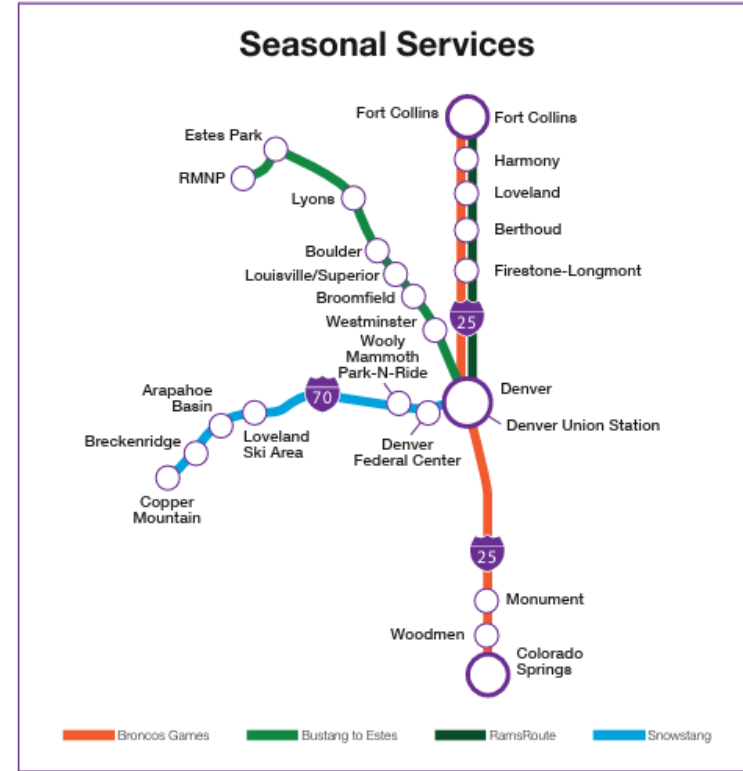 Seasonal Services
Fort Collins
Fort Collins
Estes Park
Harmony
RMNP
Loveland
Lyons
Berthoud
Boulder
Louisville/Superior
Firestone-Longmont
Broomfield
Westminster
25
Wooly
Mammoth
Park-N-Ride
Arapahoe
Basin
70
Denver
Denver Union Station
Breckenridge
Loveland
Ski Area
Denver
Federal Center
Copper
Mountain
25
Monument
Woodmen
Colorado
Springs
Broncos Games
Bustang to Estes
RamsRoute
Snowstang